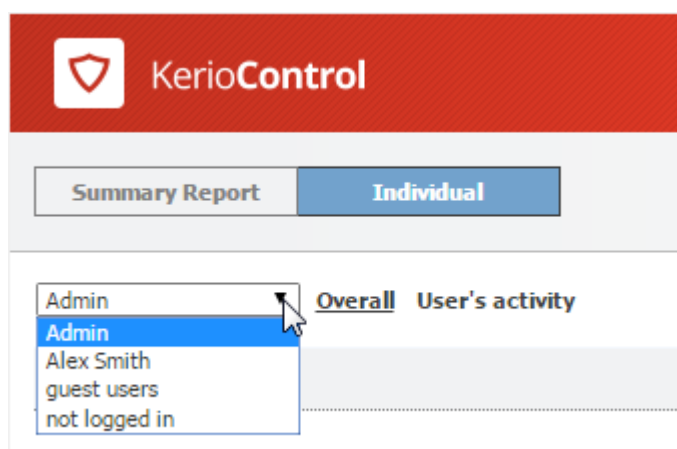 KerioControl
Summary Report Individual
Admin Overall User's activity
Admin
Alex Smith
guest users
not logged in